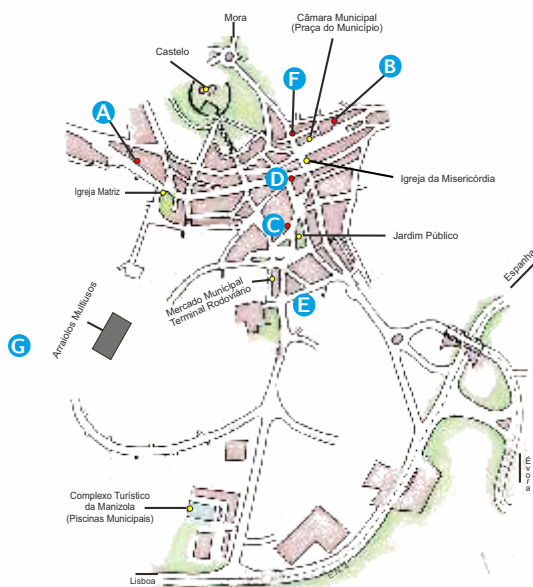 Mora
Câmara Municipal
(Praça do Município)
Castelo
B
F
A
D
Igreja da Misericórdia
Igreja Matriz
C
Jardim Público
Espanha
Mercado Municipal
Terminal Rodoviário
E
Arraiolos Multiusos
G
Évora
Complexo Turístico
da Manizola
(Piscinas Municipais)
E.N. 4
Lisboa